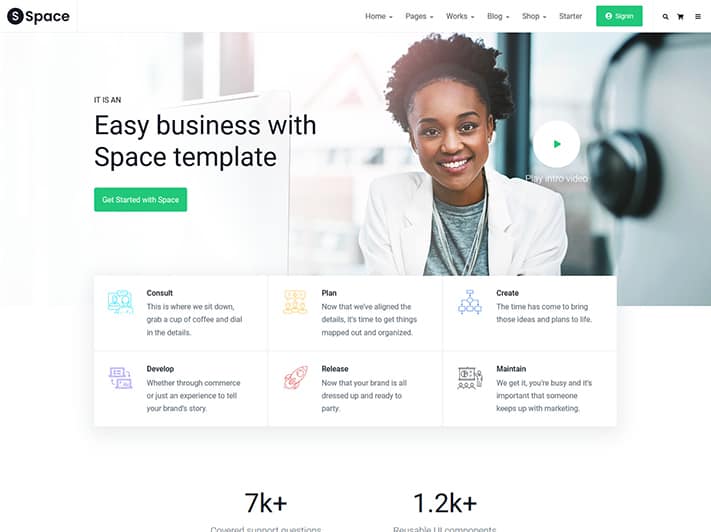 S Space
Home Pages Works Blog Shop Starter Signin
IT IS AN
Easy business with
Space template
Get Started with Space
Play intro video
Consult
This is where we sit down,
grab a cup of coffee and dial
in the details.
Plan
Now that we've aligned the
details, it's time to get things
mapped out and organized.
Create
The time has come to bring
those ideas and plans to life.
Develop
Whether through commerce
or just an experience to tell
your brand's story.
Release
Now that your brand is all
dressed up and ready to
party.
Maintain
We get it, you're busy and it's
important that someone
keeps up with marketing.
7k+
Covered support questions
1.2k+
Reusable UI components